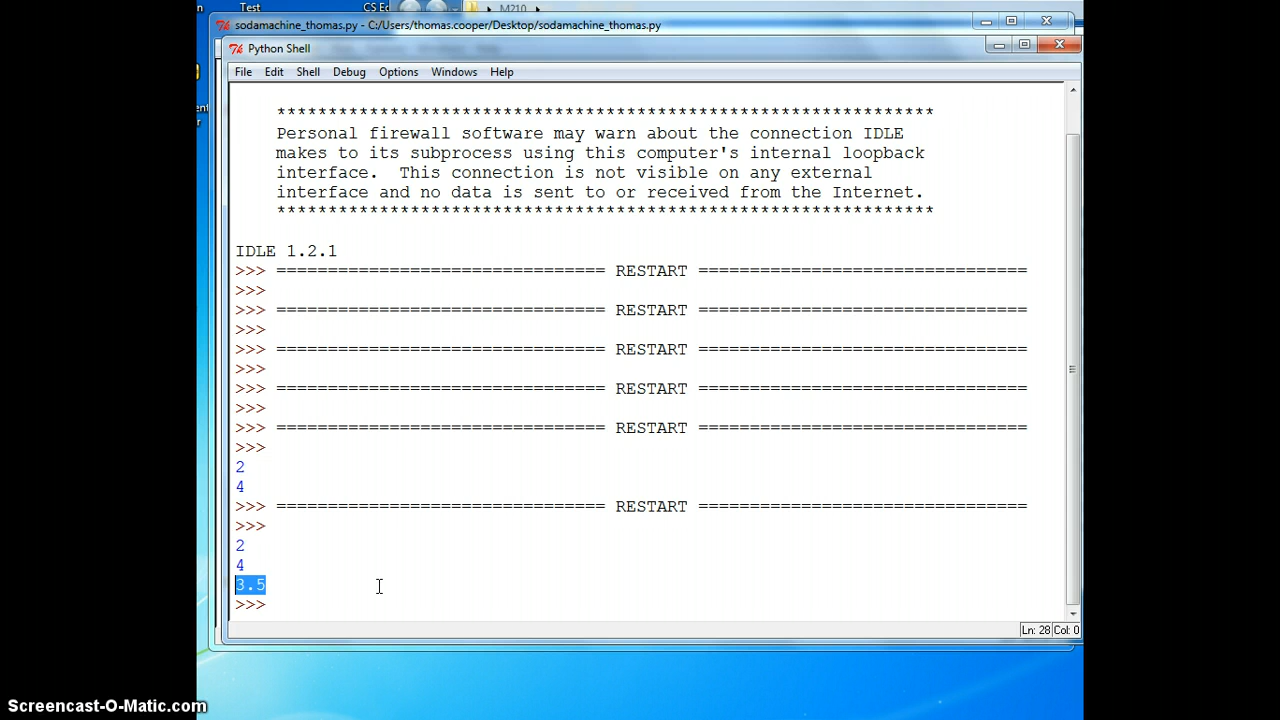 n
Test
CS Ec
M210
sodamachine_thomas.py - C:/Users/thomas.cooper/Desktop/sodamachine_thomas.py
Python Shell
File Edit Shell Debug Options Windows Help
****************************************************************
Personal firewall software may warn about the connection IDLE
makes to its subprocess using this computer's internal loopback
interface. This connection is not visible on any external
interface and no data is sent to or received from the Internet.
****************************************************************
IDLE 1.2.1
>>> ================================ RESTART ================================
>>>
>>> ================================ RESTART ================================
>>>
>>> ================================ RESTART ================================
>>>
>>> ================================ RESTART ================================
>>>
>>> ================================ RESTART ================================
>>>
2
4
>>> ================================ RESTART ================================
>>>
2
4
3.5
>>>
Ln: 28 Col: 0
Screencast-O-Matic.com